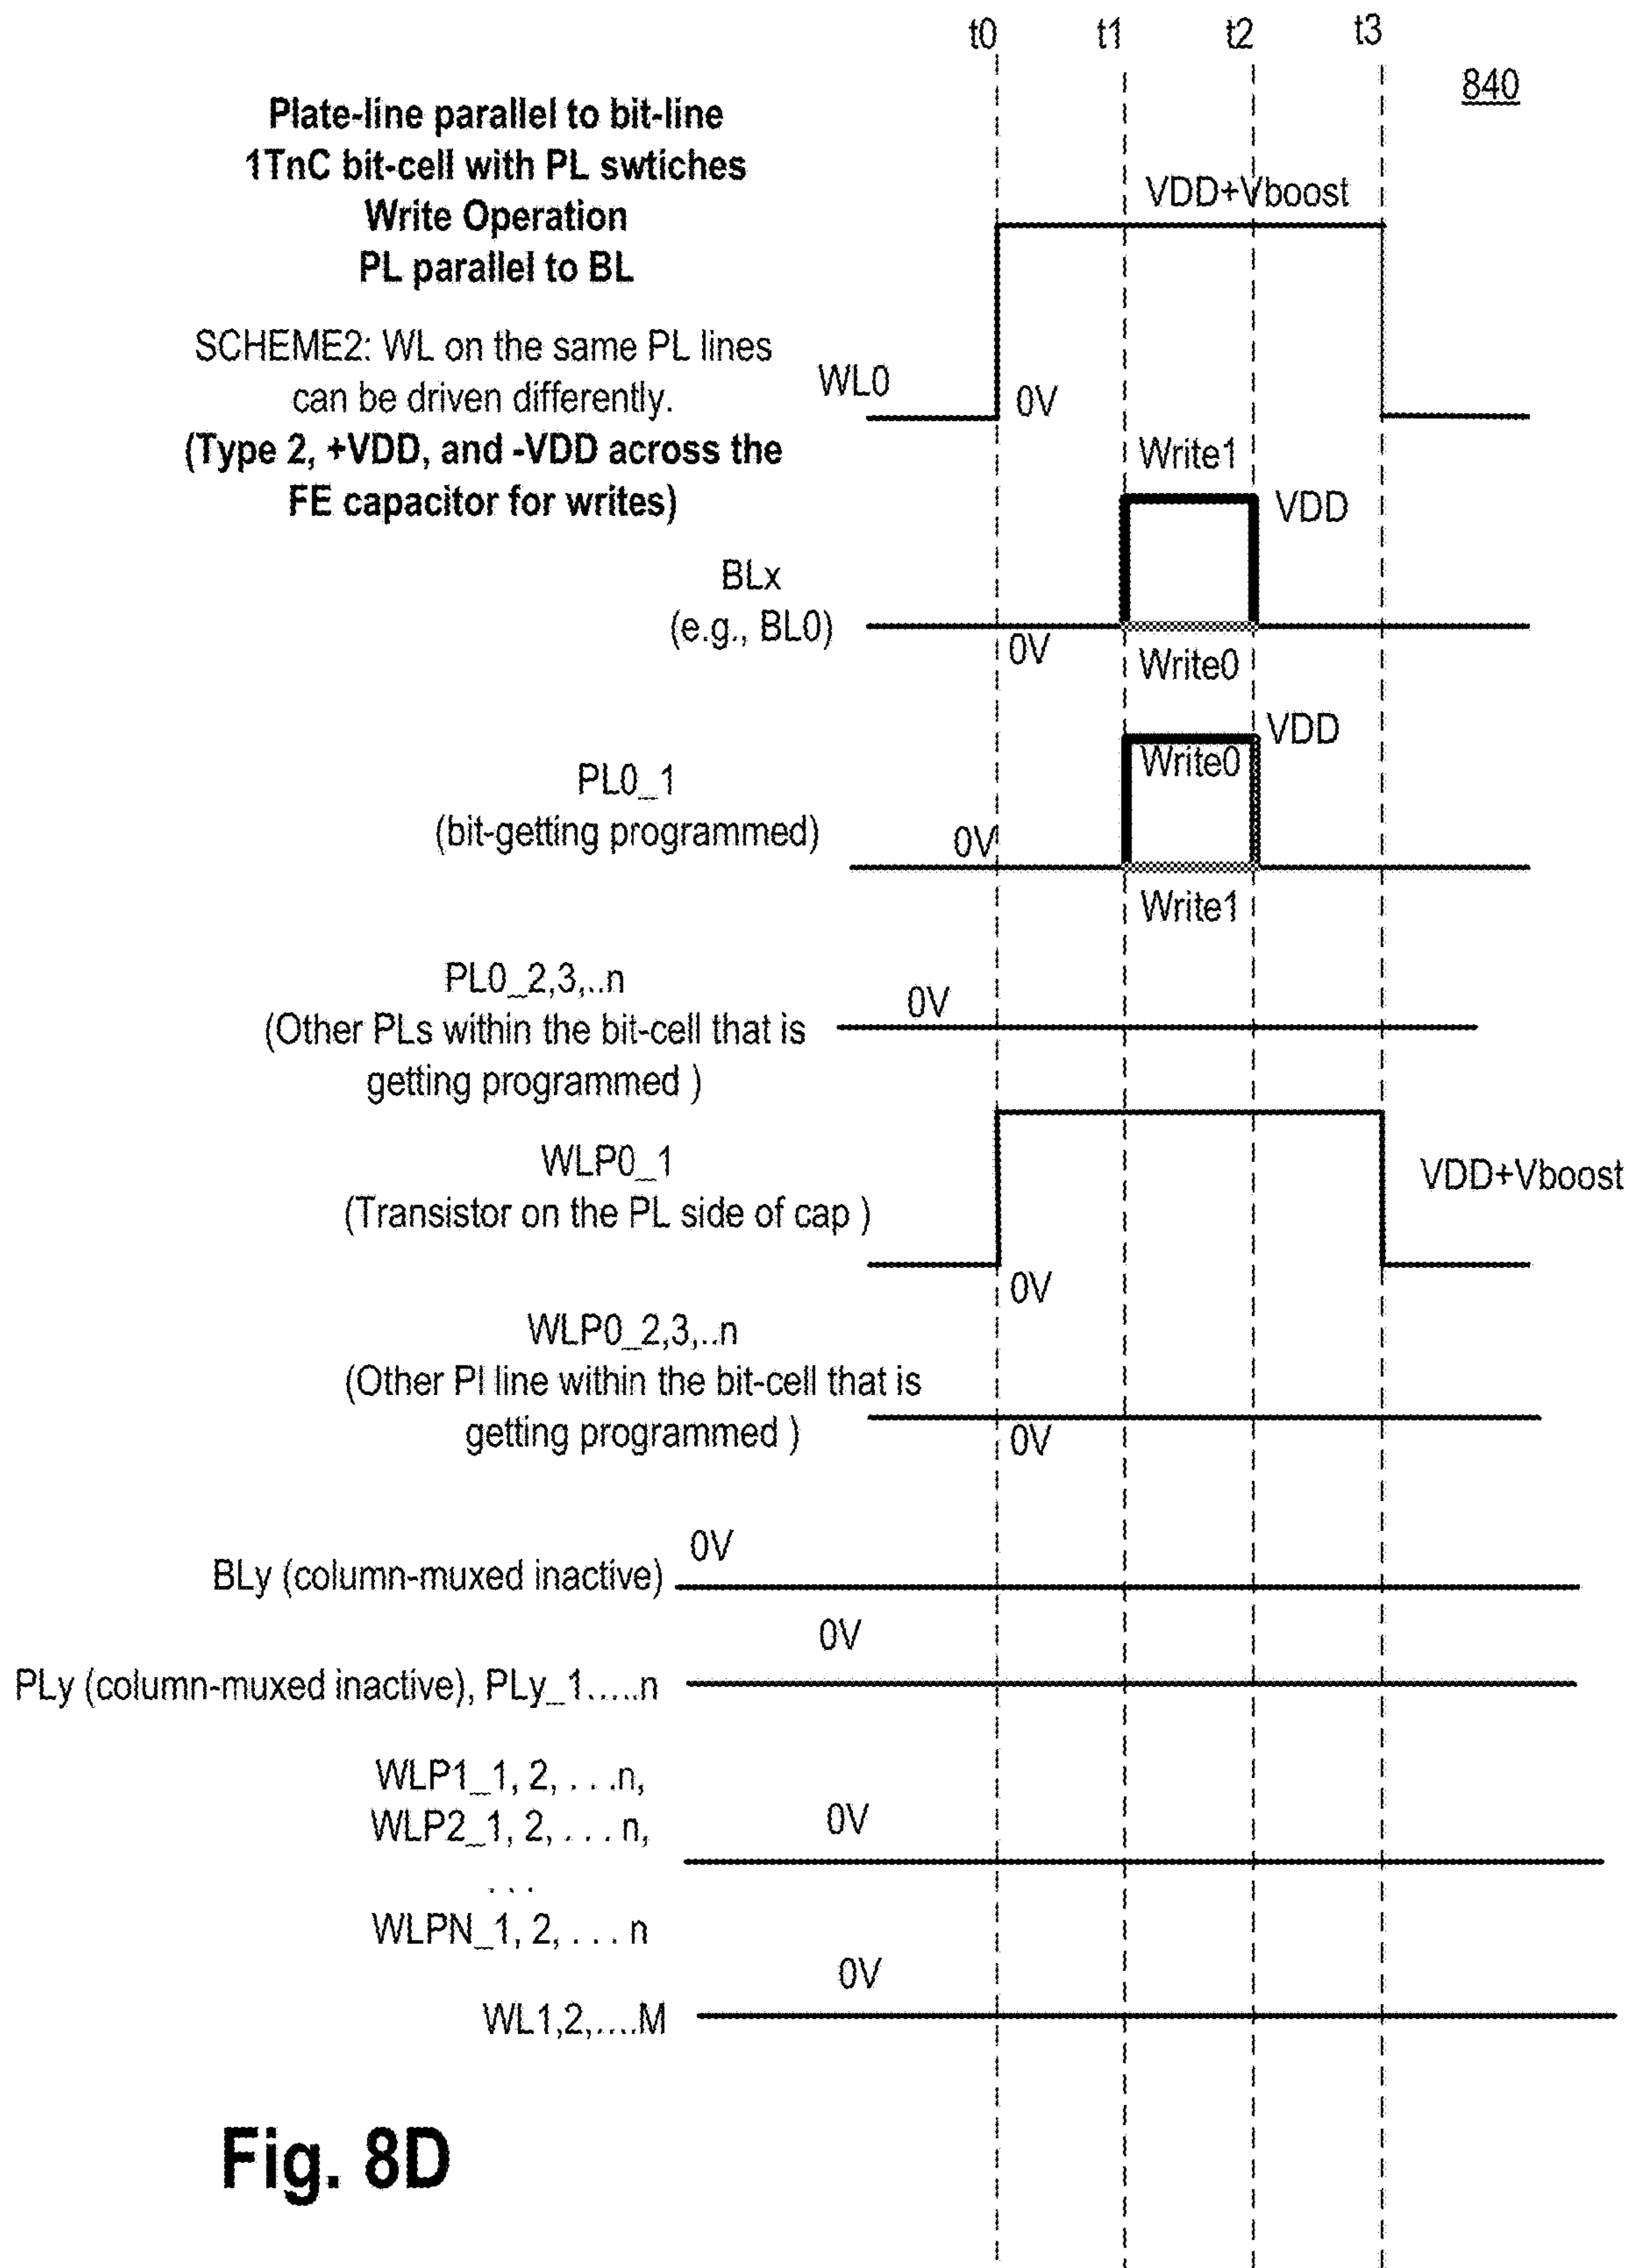 t0 t1 t2 t3
840
Plate-line parallel to bit-line
1TnC bit-cell with PL swtiches
Write Operation
PL parallel to BL
VDD+Vboost
SCHEME2: WL on the same PL lines
can be driven differently.
(Type 2, +VDD, and -VDD across the
FE capacitor for writes)
WL0
0V
Write1
VDD
BLx
(e.g., BL0)
0V
Write0
VDD
Write0
PL0_1
(bit-getting programmed)
0V
Write1
PL0_2,3,..n
(Other PLs within the bit-cell that is
getting programmed )
0V
WLP0_1
(Transistor on the PL side of cap )
VDD+Vboost
0V
WLP0_2,3,..n
(Other Pl line within the bit-cell that is
getting programmed )
0V
0V
BLy (column-muxed inactive)
0V
PLy (column-muxed inactive), PLy_1.....n
WLP1_1, 2, . . .n,
WLP2_1, 2, . . . n,
0V
. . .
WLPN_1, 2, . . . n
0V
WL1,2,....M
Fig. 8D